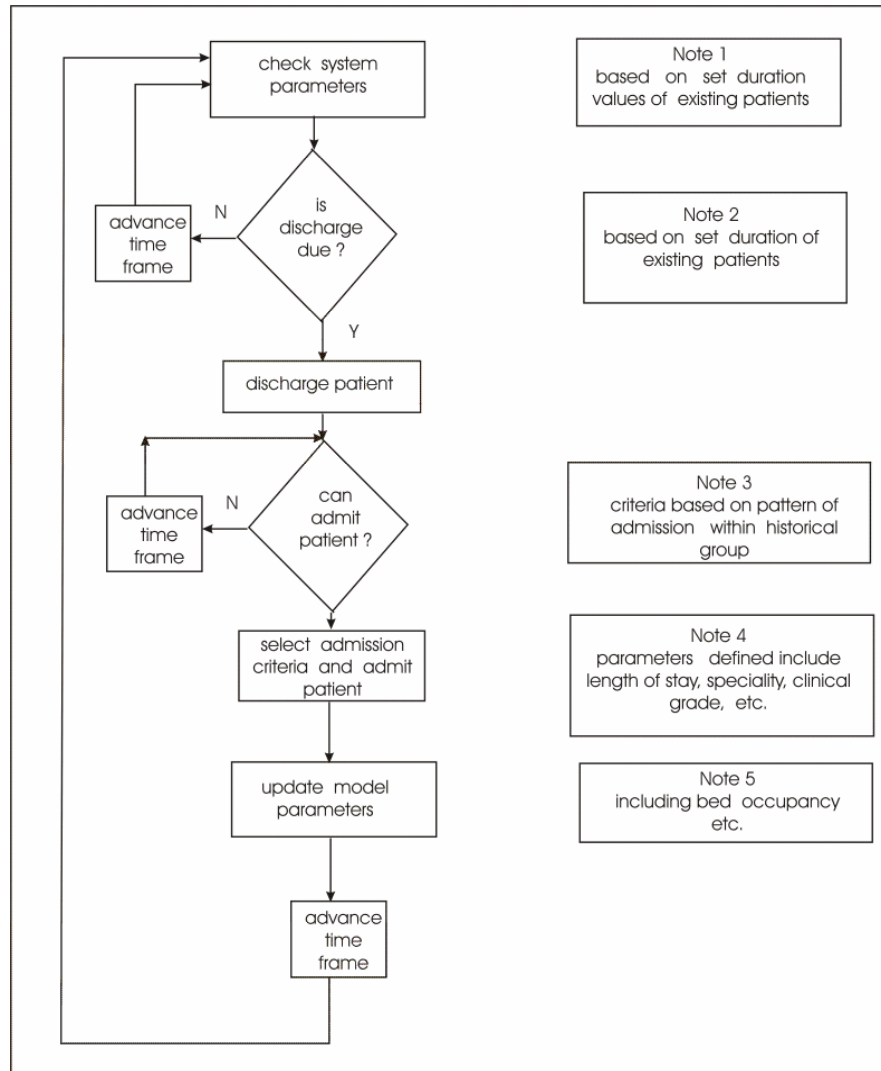 check system
parameters
Note 1
based on set duration
values of existing patients
is
discharge
due ?
N
advance
time
frame
Note 2
based on set duration of
existing patients
Y
discharge patient
can
admit
patient ?
N
advance
time
frame
Note 3
criteria based on pattern of
admission within historical
group
select admission
criteria and admit
patient
Note 4
parameters defined include
length of stay, speciality, clinical
grade, etc.
update model
parameters
Note 5
including bed occupancy
etc.
advance
time
frame